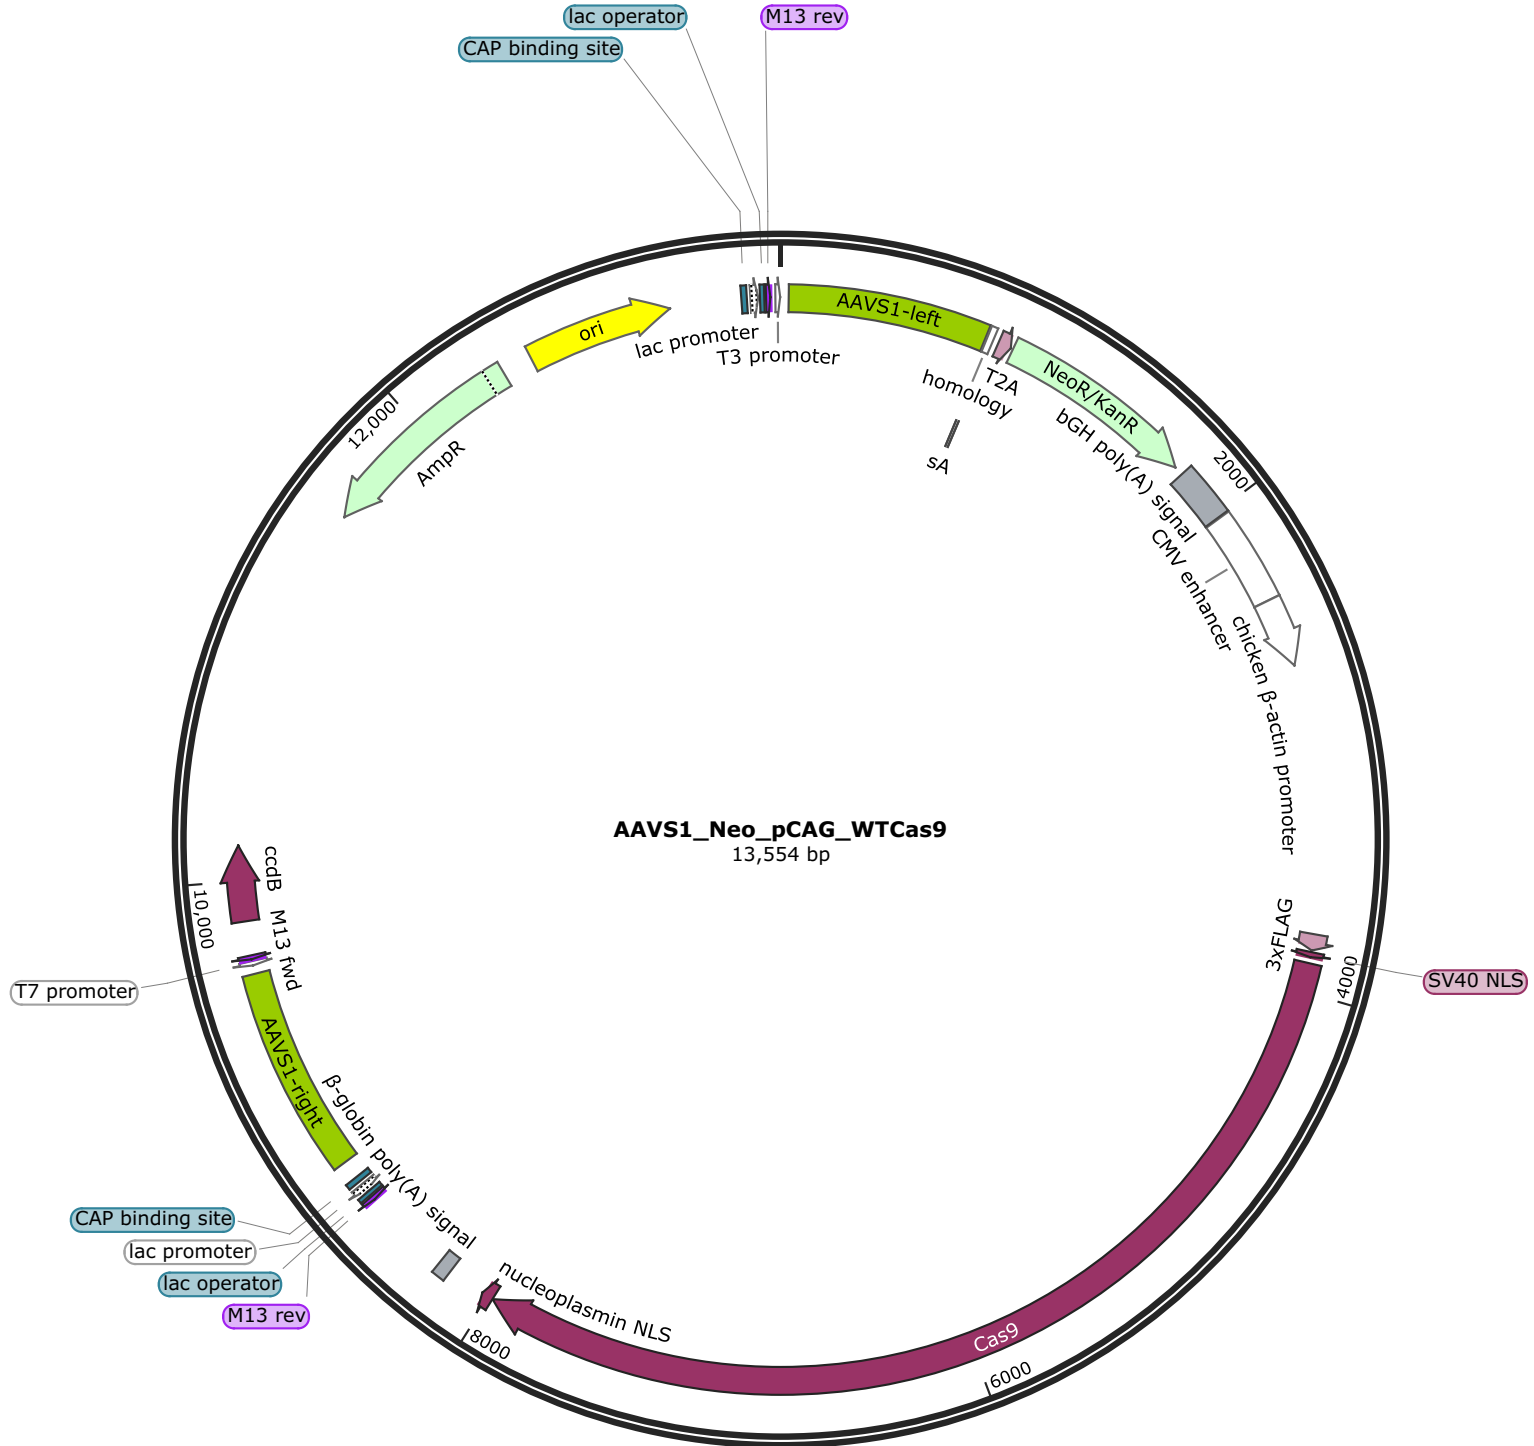 lac operator
M13 rev
CAP binding site
AAVS1-left
ori
lac promoter
T3 promoter
homology
T2A
NeoR/KanR
sA
bGH poly(A) signal
2000
12,000
AmpR
CMV enhancer
chicken β-actin promoter
AAVS1_Neo_pCAG_WTCas9
13,554 bp
ccdB
10,000
M13 fwd
3xFLAG
4000
SV40 NLS
T7 promoter
AAVS1-right
β-globin poly(A) signal
CAP binding site
lac promoter
lac operator
M13 rev
nucleoplasmin NLS
8000
Cas9
6000